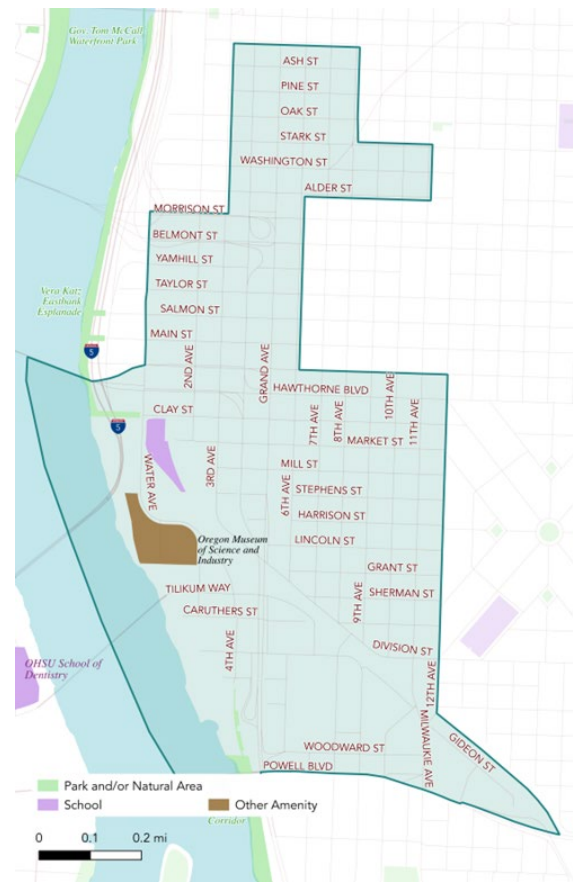 Gov. Tom McCall
Waterfront Park
ASH ST
PINE ST
OAK ST
STARK ST
WASHINGTON ST
ALDER ST
MORRISON ST
BELMONT ST
YAMHILL ST
TAYLOR ST
Vera Katz
Eastbank
Esplanade
SALMON ST
MAIN ST
5
2ND AVE
GRAND AVE
HAWTHORNE BLVD
10TH AVE
11TH AVE
CLAY ST
5
7TH AVE
8TH AVE
MARKET ST
WATER AVE
3RD AVE
MILL ST
6TH AVE
STEPHENS ST
HARRISON ST
LINCOLN ST
Oregon Museum
of Science and
Industry
GRANT ST
TILIKUM WAY
9TH AVE
SHERMAN ST
CARUTHERS ST
4TH AVE
DIVISION ST
OHSU School of
Dentistry
12TH AVE
MILWAUKIE AVE
GIDEON ST
WOODWARD ST
POWELL BLVD
Park and/or Natural Area
School
Other Amenity
Corridor
0 0.1 0.2 mi